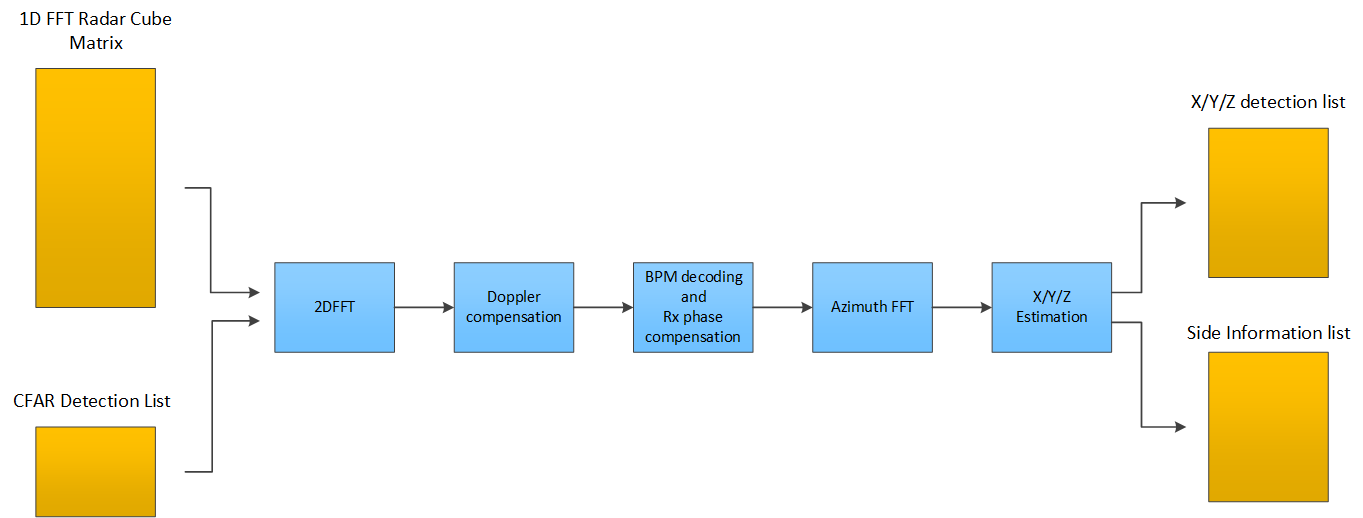 1D FFT Radar Cube
Matrix
CFAR Detection List
2DFFT
Doppler
compensation
BPM decoding
and
Rx phase
compensation
Azimuth FFT
X/Y/Z
Estimation
X/Y/Z detection list
Side Information list